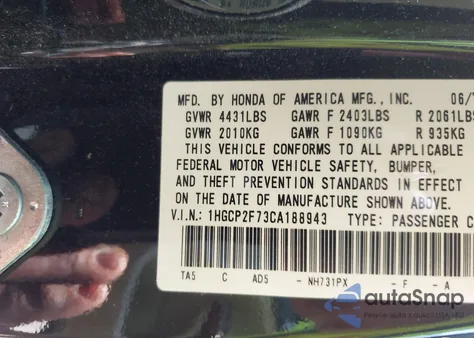 MFD. BY HONDA OF AMERICA MFG., INC. 06/
GVWR 4431LBS GAWR F 2403LBS R 2061LBS
GVWR 2010KG GAWR F 1090KG R 935KG
THIS VEHICLE CONFORMS TO ALL APPLICABLE
FEDERAL MOTOR VEHICLE SAFETY, BUMPER,
AND THEFT PREVENTION STANDARDS IN EFFECT
ON THE DATE OF MANUFACTURE SHOWN ABOVE.
V.I.N.: 1HGCP2F73CA188943 TYPE: PASSENGER C
TA5 C AD5 - NH731PX - F - A
autoSnap